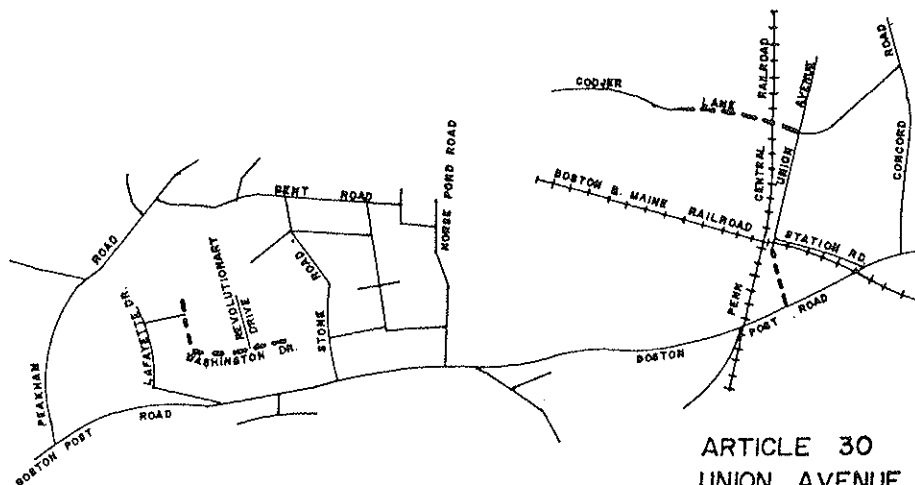 ROAD
RAILROAD
AVENUE
CODJER
LANE
CONCORD
CENTRAL
UNION
BOSTON & MAINE
RAILROAD
HORSE POND ROAD
BENT ROAD
STATION RD.
ROAD
REVOLUTIONARY
DRIVE
ROAD
LAFAYETTE DR.
STONE
PENN
WASHINGTON DR.
POST ROAD
BOSTON
PEAKHAM
ROAD
BOSTON POST
ARTICLE 30
UNION AVENUE